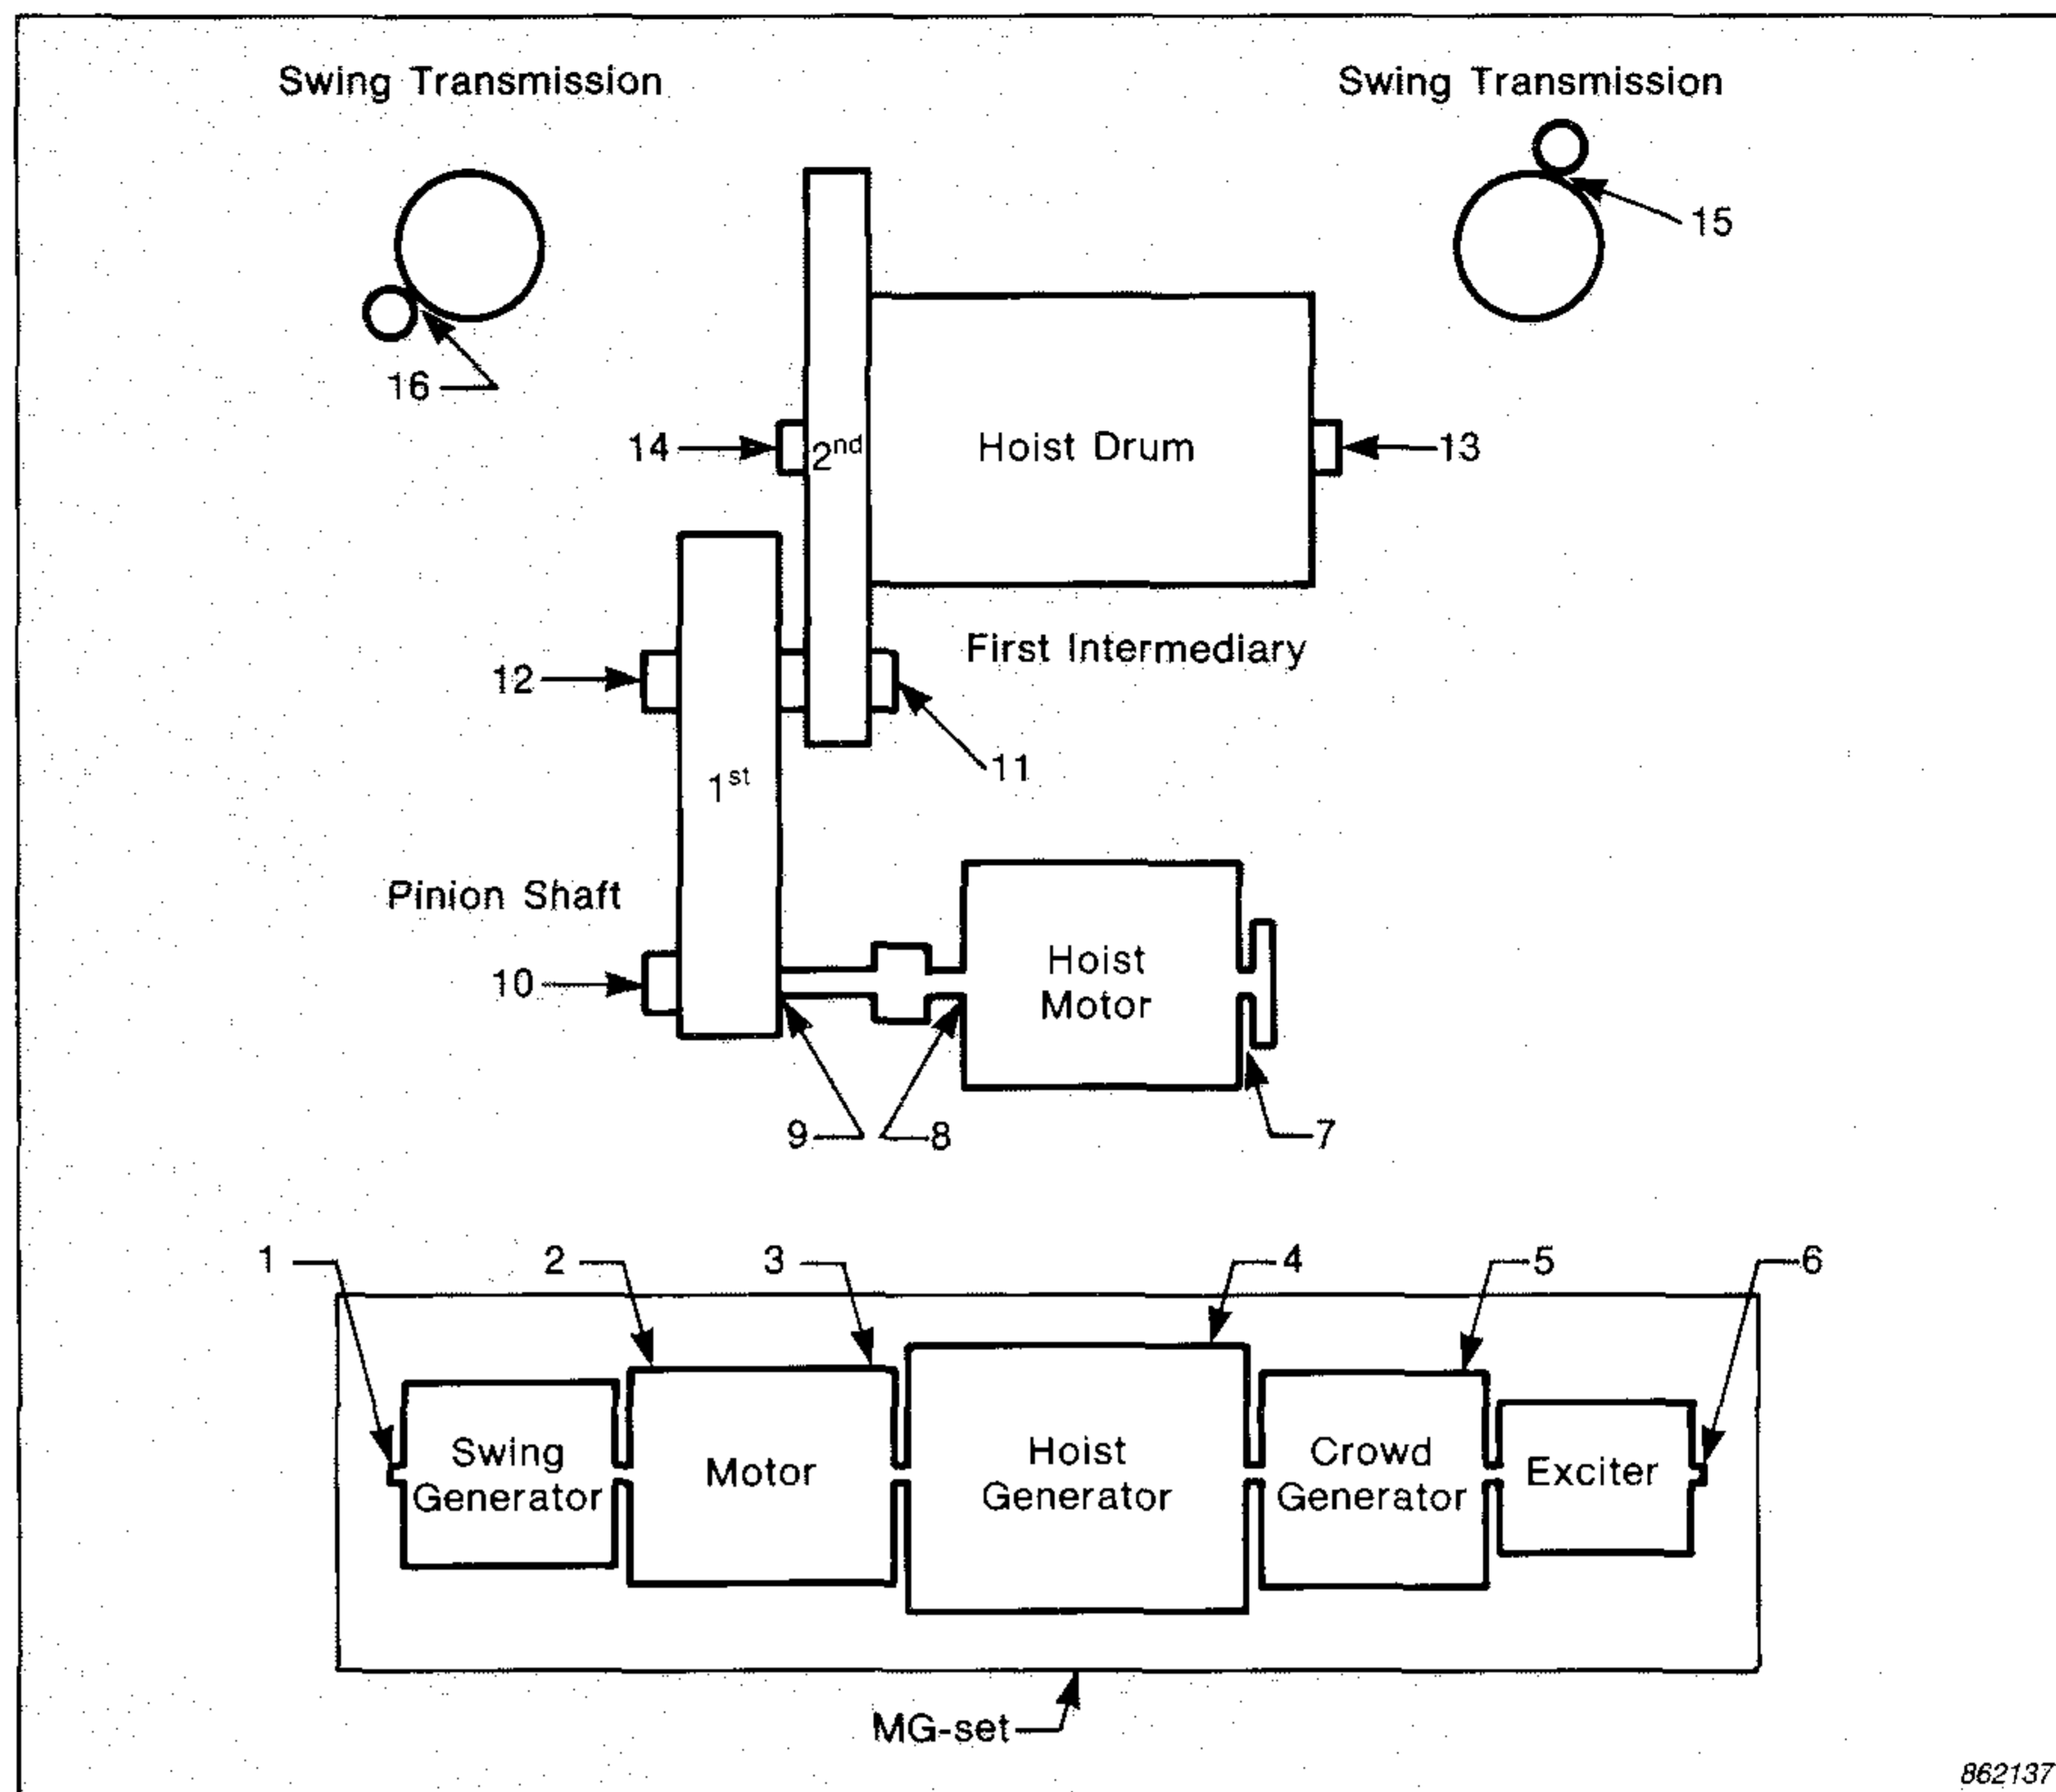 Swing Transmission
Swing Transmission
15
16
14
2nd
Hoist Drum
13
First Intermediary
12
11
1st
Pinion Shaft
10
Hoist
Motor
9
8
7
1
2
3
4
5
6
Swing
Generator
Motor
Hoist
Generator
Crowd
Generator
Exciter
MG-set
862137